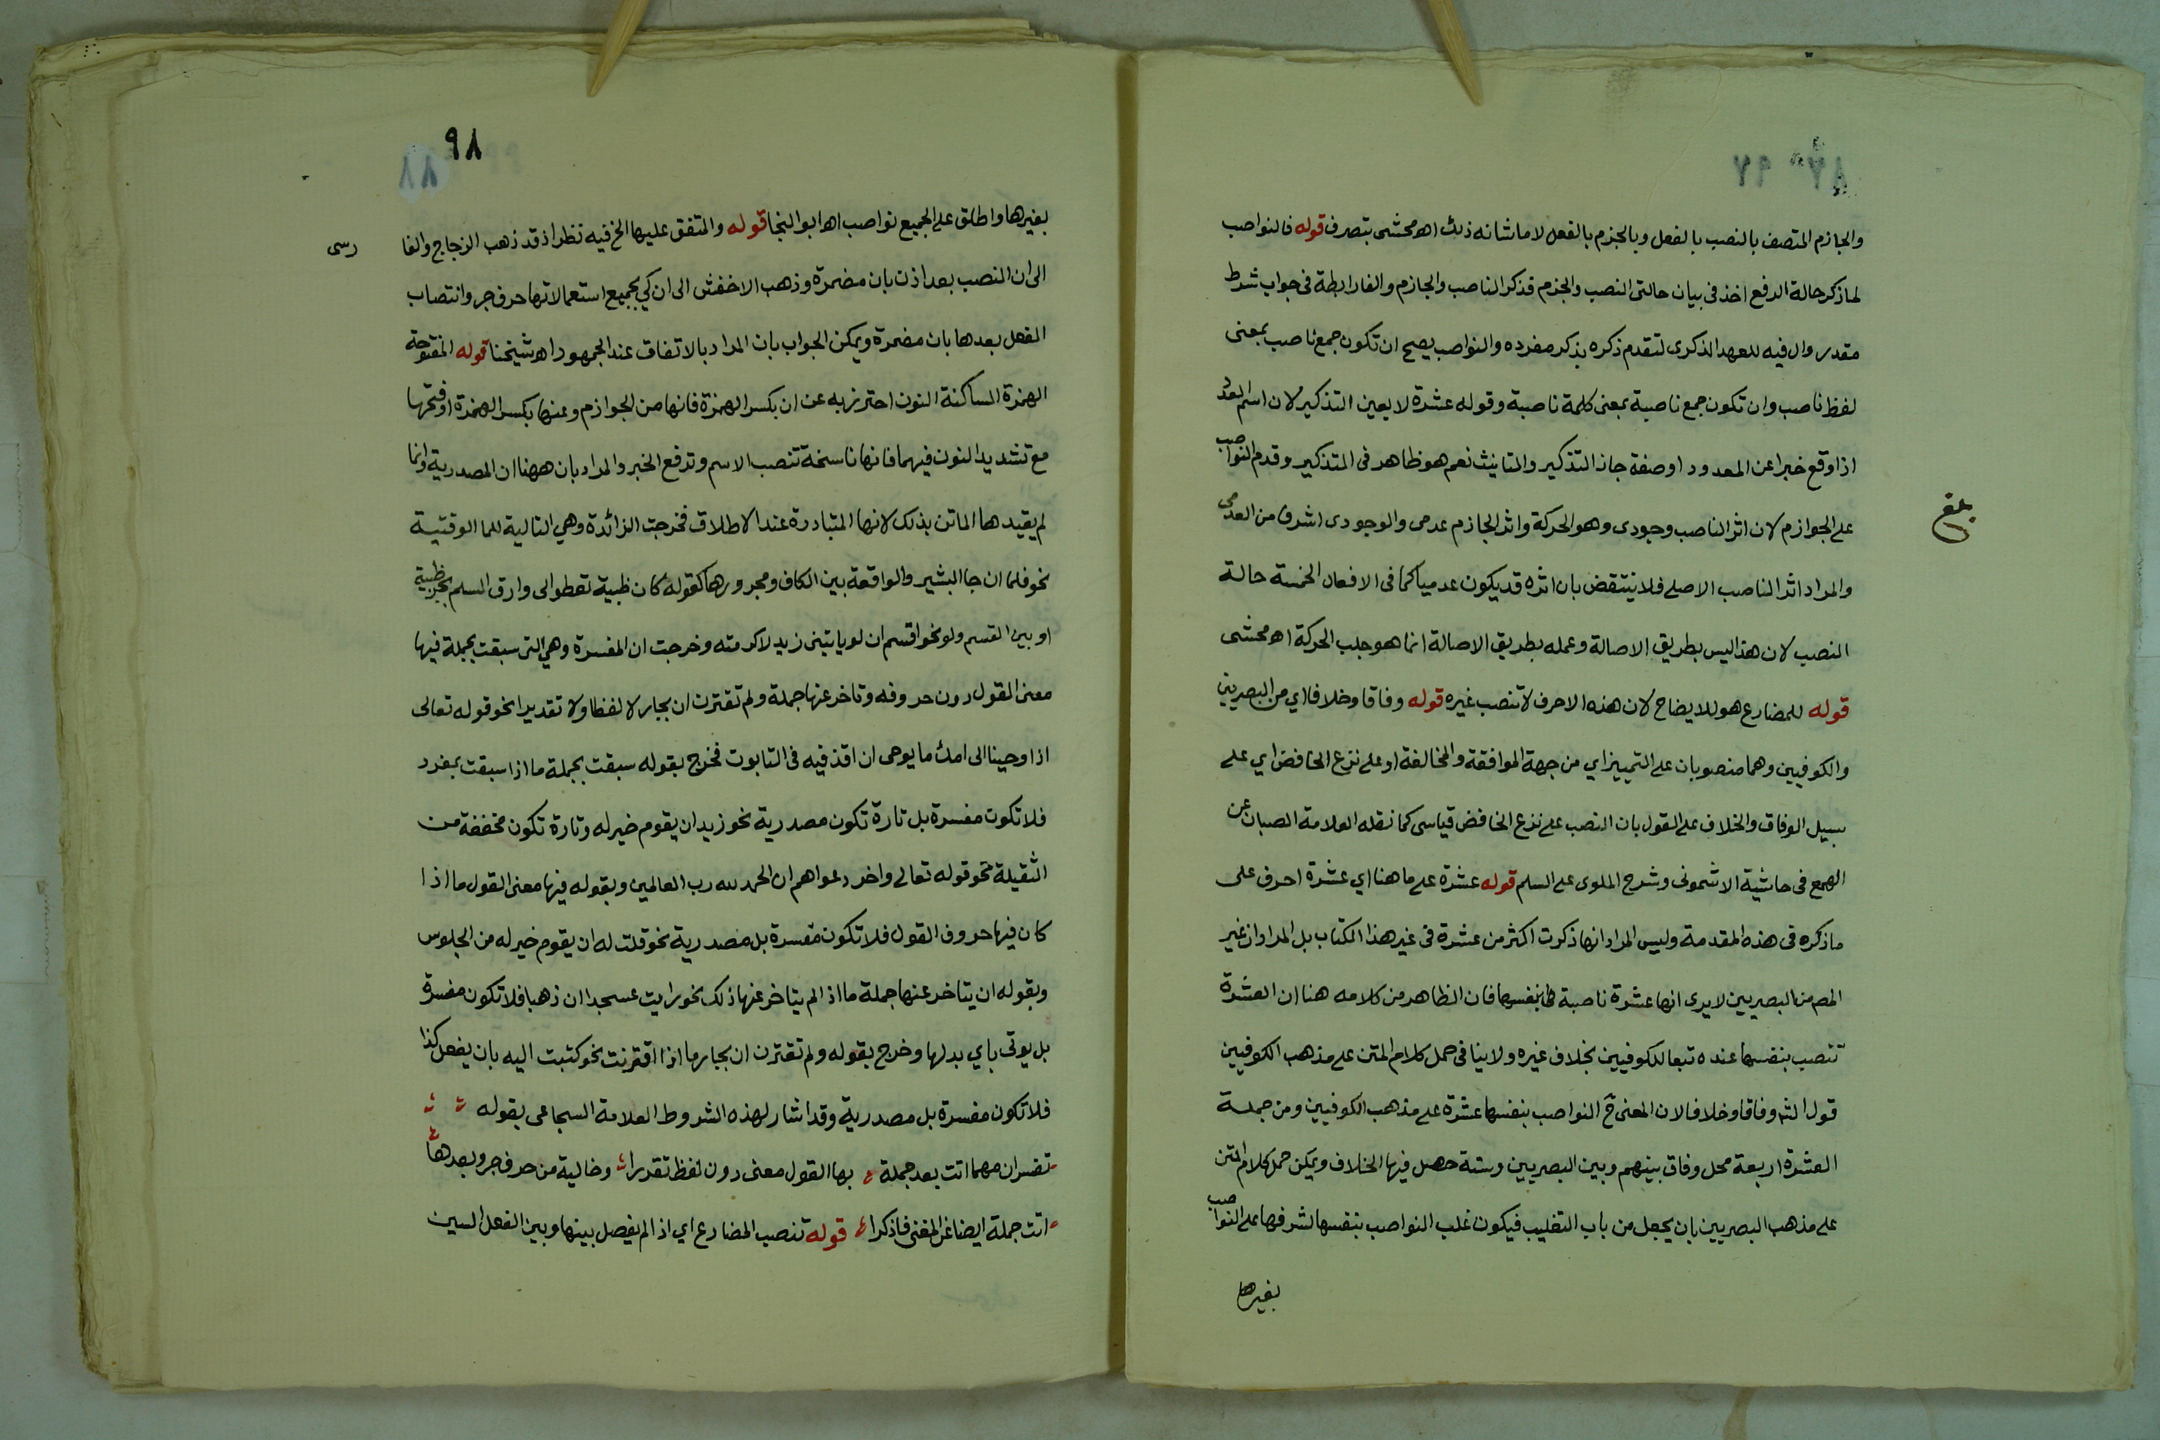 والجازم المتصف بالنصب بالفعل وبالجزم بالفعل لا ما شانه ذلك اه محشى بتصرف قوله فالنواصب
لما ذكر حالة الرفع اخذ في بيان حالتي النصب والجزم فذكر الناصب والجازم والفا رابطة في جواب شرط
مقدر وال فيه للعهد الذكرى لتقدم ذكره بذكر مفرده والنواصب يصح ان تكون جمع ناصب بمعنى
لفظ ناصب وان تكون جمع ناصبة بمعنى كلمة ناصبة وقوله عشرة لا يعين التذكير لان اسم العدد
اذا وقع خبرا عن المعدود او صفة جاز التذكير والتانيث نعم هو ظاهر في التذكير وقدم النواصب
على الجوازم لان اثر الناصب وجودى وهو الحركة واثر الجازم عدمى والوجودى اشرف من العدمى
والمراد اثر الناصب الاصلى فلا ينتقض بان اثره قد يكون عدميا كما في الافعال الخمسة حالة
النصب لان هذا ليس بطريق الاصالة وعمله بطريق الاصالة انما هو جلب الحركة اه محشى
قوله للمضارع هو للايضاح لان هذه الاحرف لا تنصب غيره قوله وفاقا وخلافا اي من البصريين
والكوفيين وهما منصوبان على التمييز اي من جهة الموافقة والمخالفة او على نزع الخافض اي على
سبيل الوفاق والخلاف على القول بان النصب على نزع الخافض قياسى كما نقله العلامة الصبان عن
الهمع في حاشية الاشمونى وشرح الملوى على السلم قوله عشرة على ما هنا اي عشرة احرف على
ما ذكره في هذه المقدمة وليس المراد انها ذكرت اكثر من عشرة في غير هذا الكتاب بل المراد ان غير
المص من البصريين لا يرى انها عشرة ناصبة بنفسها فان الظاهر من كلامه هنا ان العشرة
تنصب بنفسها عنده تبعا للكوفيين بخلاف غيره ولا ينافى حمل كلام المتن على مذهب الكوفيين
قول الش وفاقا وخلافا لان المعنى ح النواصب بنفسها عشرة على مذهب الكوفيين ومن جملة
العشرة اربعة محل وفاق بينهم وبين البصريين وستة حصل فيها الخلاف ويمكن حمل كلام المتن
على مذهب البصريين بان يجعل من باب التغليب فيكون غلب النواصب بنفسها لشرفها على النواصب
بغيرها
بلغ
٩٨
٨٨
بغيرها واطلق على الجميع نواصب اه ابو النجا قوله والمتفق عليها الخ فيه نظر اذ قد ذهب الزجاج والفا
رسى
الى ان النصب بعد اذن بان مضمرة وذهب الاخفش الى ان كي بجميع استعمالاتها حرف جر وانتصاب
الفعل بعدها بان مضمرة ويمكن الجواب بان المراد بالاتفاق عند الجمهور اه شيخنا قوله المفتوحة
الهمزة الساكنة النون احترز به عن ان بكسر الهمزة فانها من الجوازم وعنها بكسر الهمزة او فتحها
مع تشديد النون فيهما فانها ناسخة تنصب الاسم وترفع الخبر والمراد بان ههنا ان المصدرية وانما
لم يقيدها الماتن بذلك لانها المتبادرة عند الاطلاق فخرجت الزائدة وهي التالية للما الوقتية
نحو فلما ان جا البشير والواقعة بين الكاف ومجرورها كقوله كان ظبية تعطو الى وارق السلم بجر ظبية
او بين القسم ولو نحو اقسم ان لو ياتينى زيد لاكرمته وخرجت ان المفسرة وهي التي سبقت بجملة فيها
معنى القول دون حروفه وتاخر عنها جملة ولم تقترن ان بجار لا لفظا ولا تقديرا نحو قوله تعالى
اذ اوحينا الى امك ما يوحى ان اقذفيه في التابوت فخرج بقوله سبقت بجملة ما اذا سبقت بمفرد
فلا تكون مفسرة بل تارة تكون مصدرية نحو زيد ان يقوم خير له وتارة تكون مخففة من
الثقيلة نحو قوله تعالى واخر دعواهم ان الحمد لله رب العالمين وبقوله فيها معنى القول ما اذا
كان فيها حروف القول فلا تكون مفسرة بل مصدرية نحو قلت له ان يقوم خير له من الجلوس
وبقوله ان يتاخر عنها جملة ما اذا لم يتاخر عنها ذلك نحو رايت عسجدا ان ذهبا فلا تكون مفسرة
بل يوتى باي بدلها وخرج بقوله ولم تقترن ان بجار ما اذا اقترنت نحو كتبت اليه بان يفعل كذا
فلا تكون مفسرة بل مصدرية وقد اشار لهذه الشروط العلامة السجاعى بقوله
تفسر ان مهما اتت بعد جملة بها القول معنى دون لفظ تقدرا وخالية من حرف جر وبعدها
اتت جملة ايضا عن المغنى فاذكرا قوله تنصب المضارع اي اذا لم يفصل بينها وبين الفعل السين